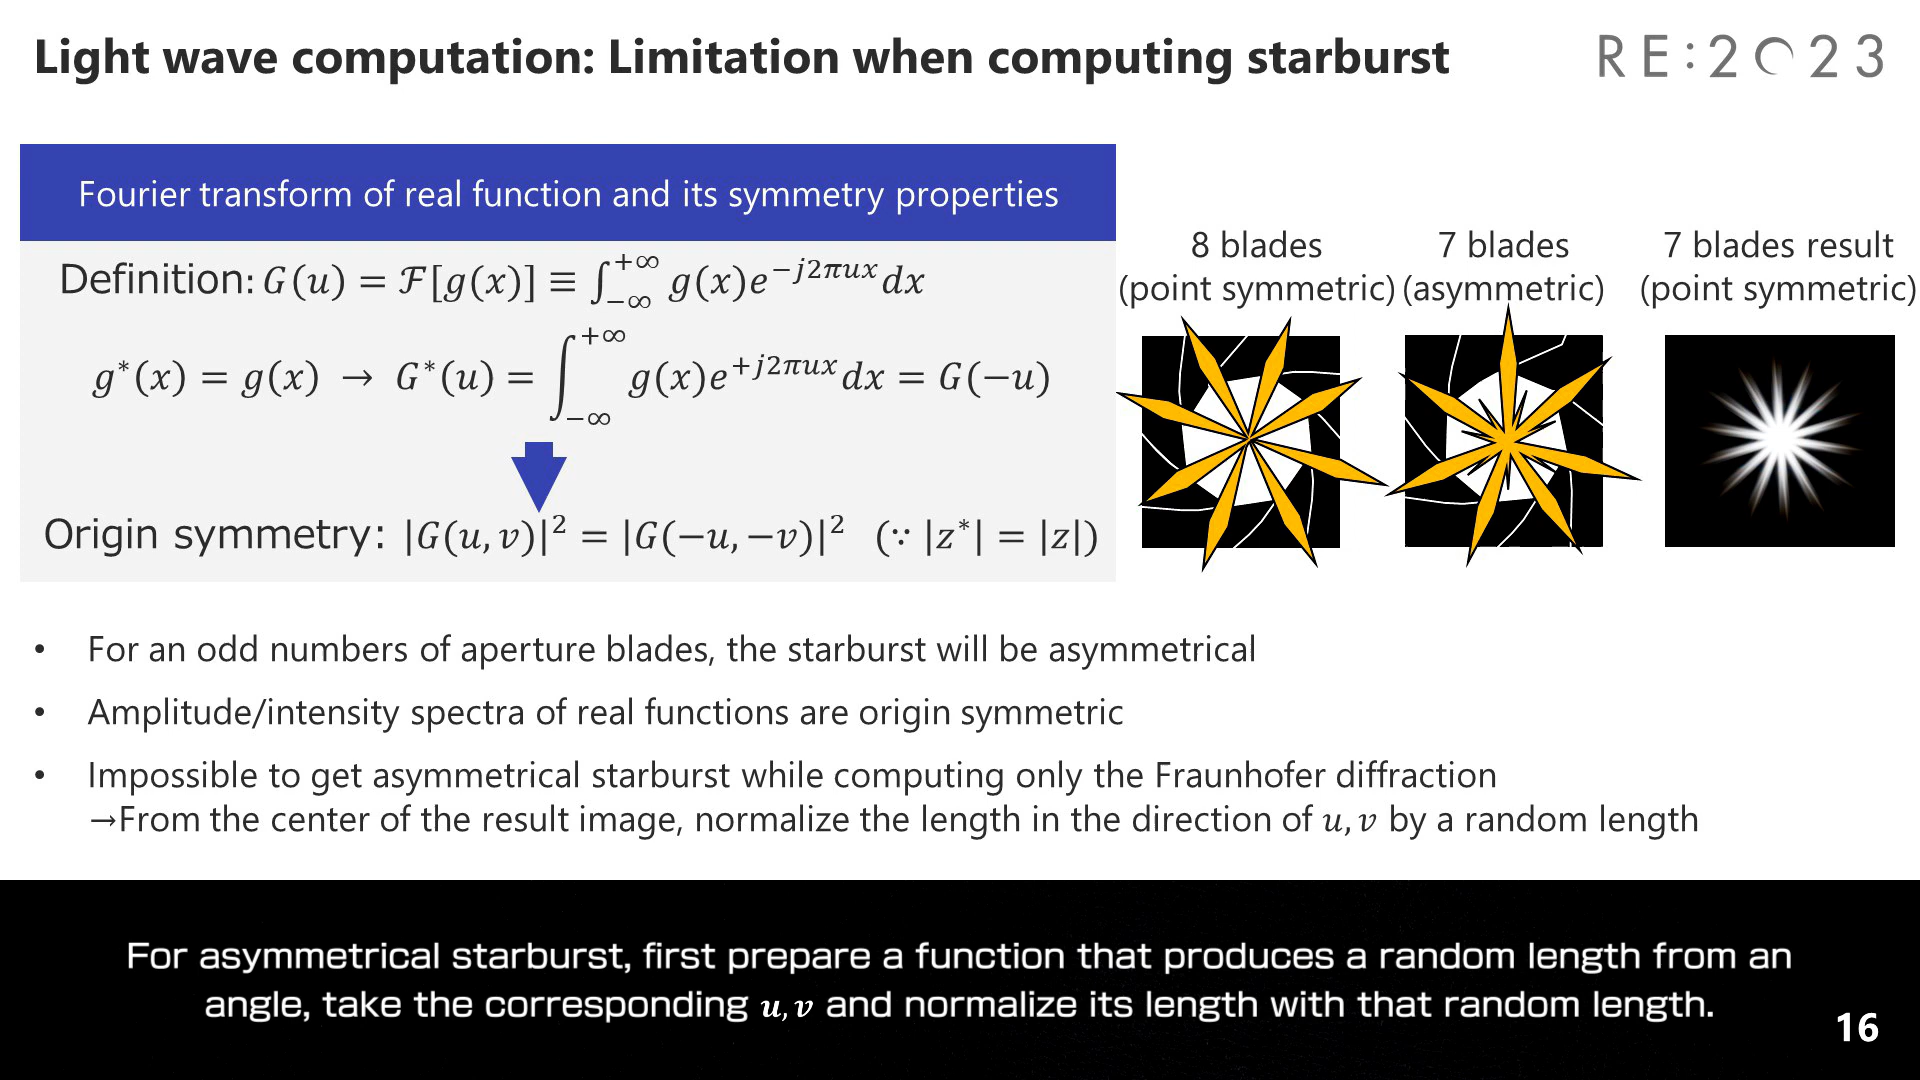 Light wave computation: Limitation when computing starburst
RE:2023
Fourier transform of real function and its symmetry properties
Definition: G(u) = ℱ[g(x)] ≡ ∫_{−∞}^{+∞} g(x)e^{−j2πux}dx
g*(x) = g(x) → G*(u) = ∫_{−∞}^{+∞} g(x)e^{+j2πux}dx = G(−u)
Origin symmetry: |G(u, v)|² = |G(−u, −v)|² (∵ |z*| = |z|)
8 blades
(point symmetric)
7 blades
(asymmetric)
7 blades result
(point symmetric)
• For an odd numbers of aperture blades, the starburst will be asymmetrical
• Amplitude/intensity spectra of real functions are origin symmetric
• Impossible to get asymmetrical starburst while computing only the Fraunhofer diffraction
→From the center of the result image, normalize the length in the direction of u, v by a random length
For asymmetrical starburst, first prepare a function that produces a random length from an
angle, take the corresponding u, v and normalize its length with that random length.
16